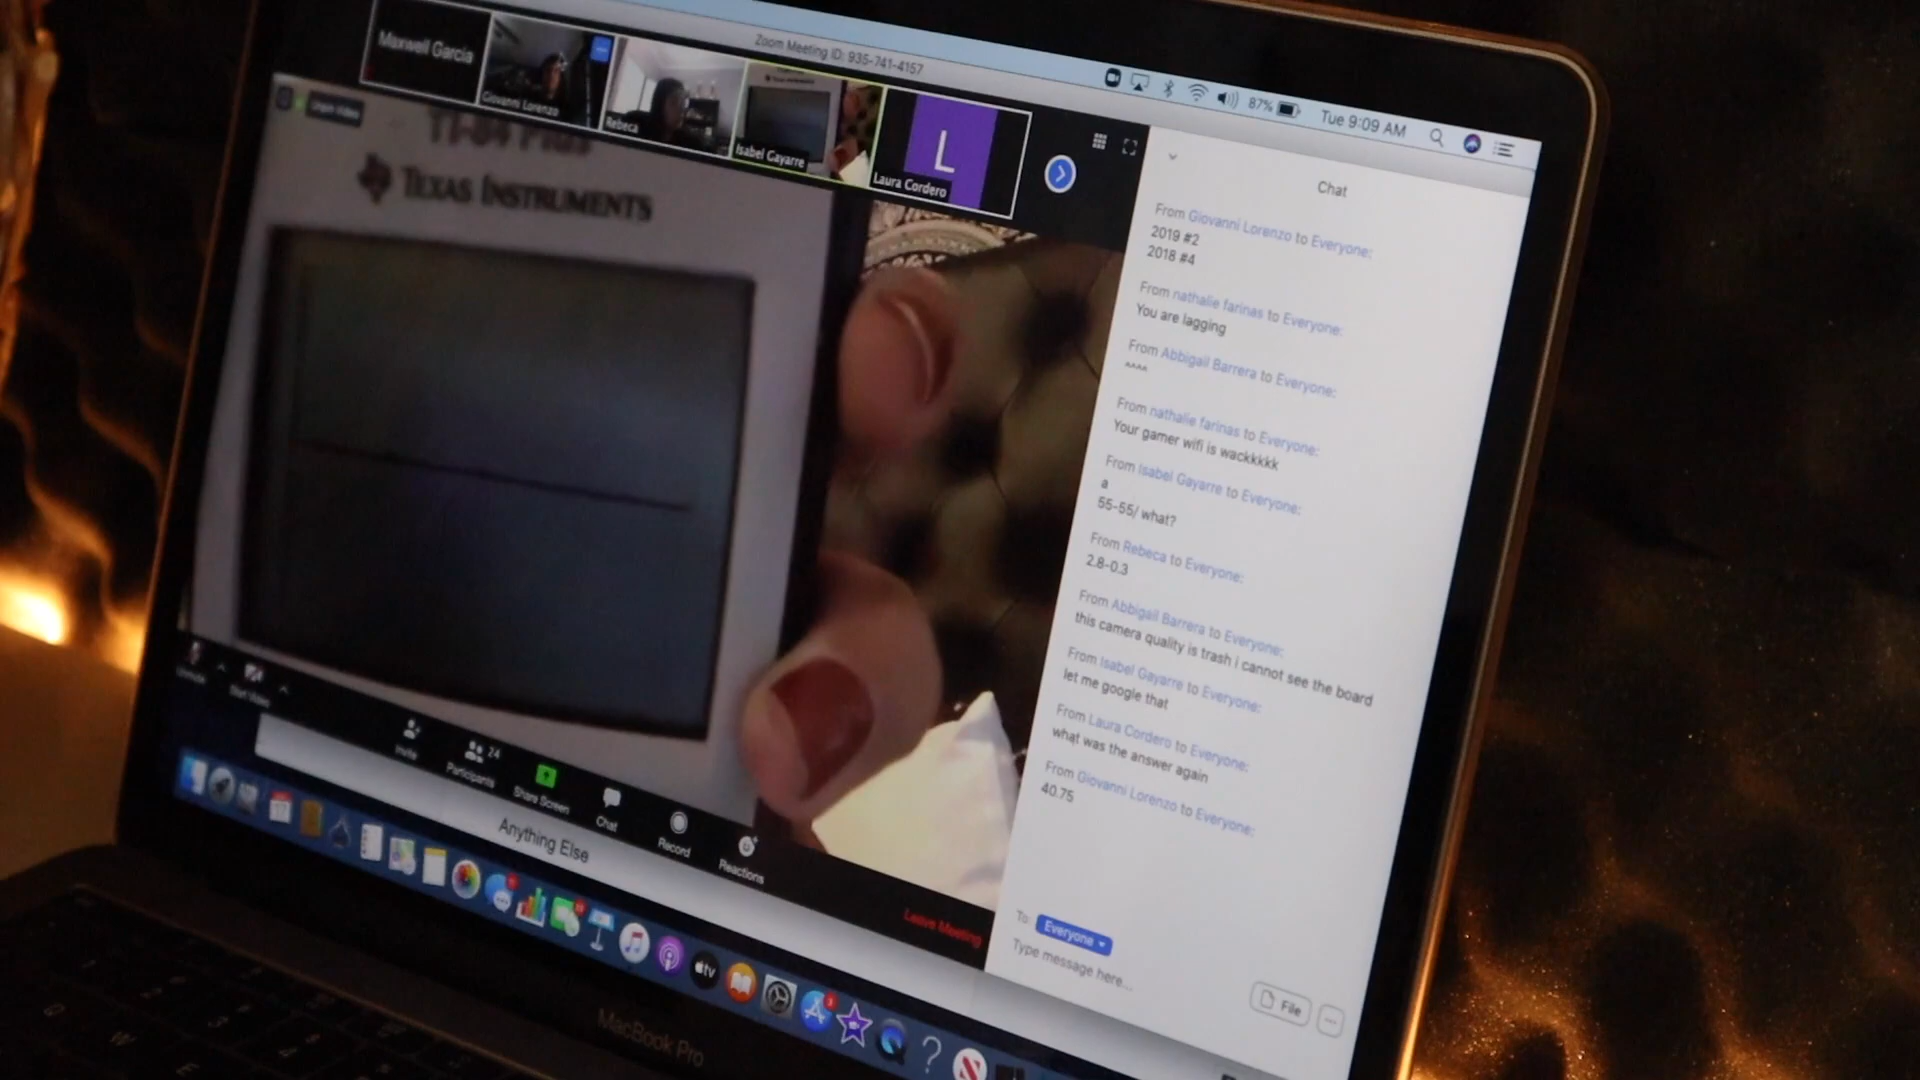 Zoom Meeting ID: 935-741-4157
87%
Tue 9:09 AM
Maxwell Garcia
Giovanni Lorenzo
Rebeca
Isabel Gayarre
L
Laura Cordero
Unpin Video
TI-84 Plus
TEXAS INSTRUMENTS
Chat
From Giovanni Lorenzo to Everyone:
2019 #2
2018 #4
From nathalie farinas to Everyone:
You are lagging
From Abbigail Barrera to Everyone:
^^^^
From nathalie farinas to Everyone:
Your gamer wifi is wackkkkk
From Isabel Gayarre to Everyone:
a
55-55/ what?
From Rebeca to Everyone:
2.8-0.3
From Abbigail Barrera to Everyone:
this camera quality is trash i cannot see the board
From Isabel Gayarre to Everyone:
let me google that
From Laura Cordero to Everyone:
what was the answer again
From Giovanni Lorenzo to Everyone:
40.75
To: Everyone
Type message here...
File
Unmute
Start Video
Invite
24
Participants
Share Screen
Chat
Record
Reactions
Leave Meeting
Anything Else
tv
MacBook Pro